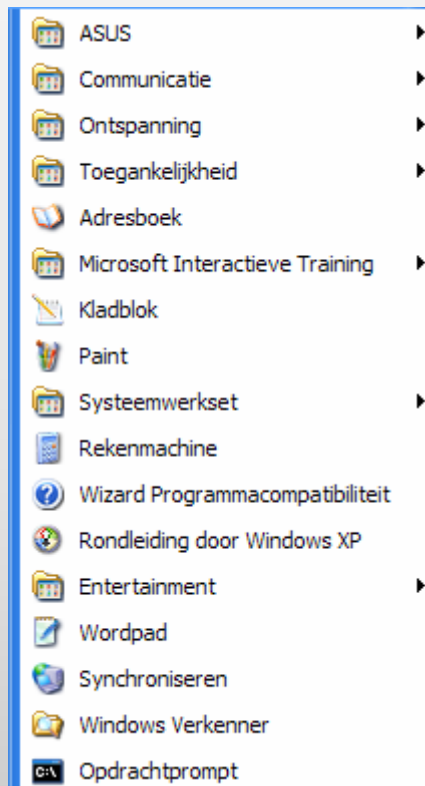 ASUS
Communicatie
Ontspanning
Toegankelijkheid
Adresboek
Microsoft Interactieve Training
Kladblok
Paint
Systeemwerkset
Rekenmachine
Wizard Programmacompatibiliteit
Rondleiding door Windows XP
Entertainment
Wordpad
Synchroniseren
Windows Verkenner
C:\ Opdrachtprompt